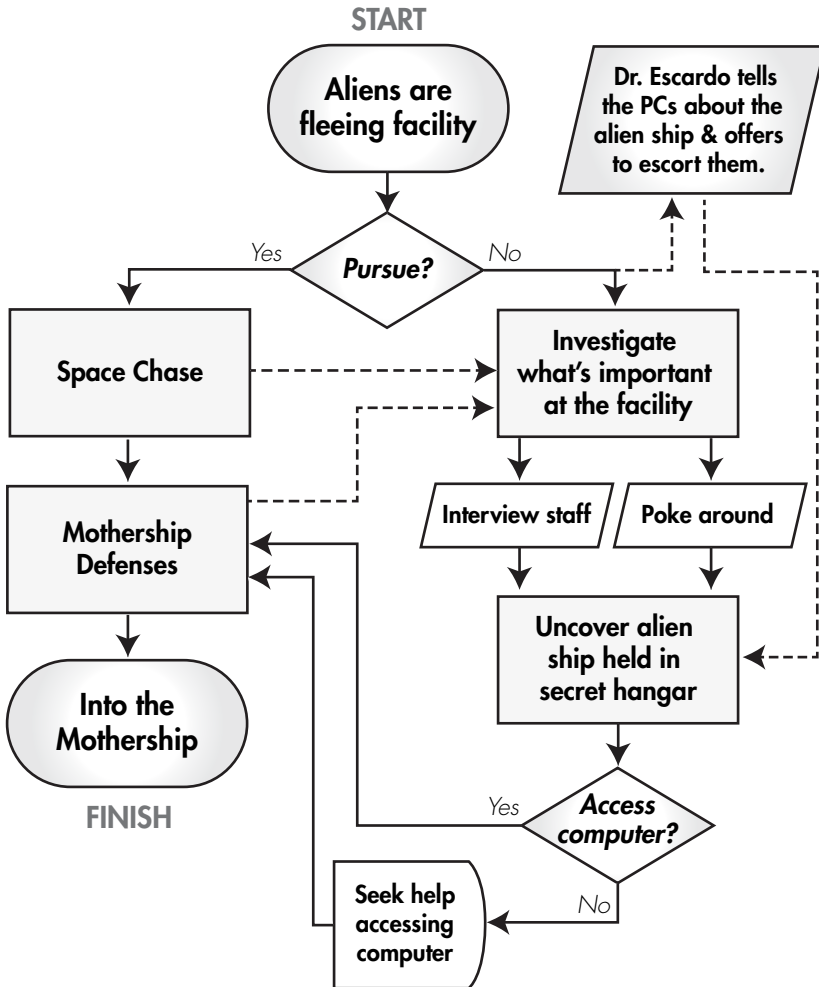 START
Aliens are
fleeing facility
Dr. Escardo tells
the PCs about the
alien ship & offers
to escort them.
Yes
Pursue?
No
Space Chase
Investigate
what's important
at the facility
Mothership
Defenses
Interview staff
Poke around
Uncover alien
ship held in
secret hangar
Into the
Mothership
FINISH
Yes
Access
computer?
No
Seek help
accessing
computer